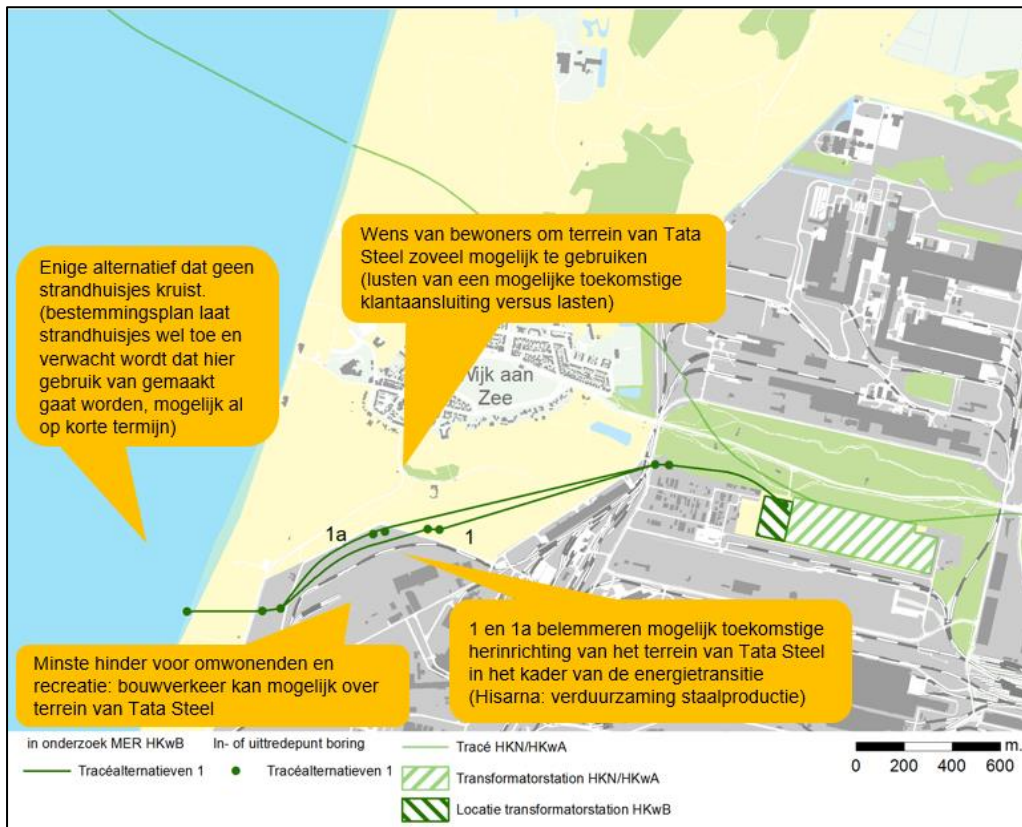 Wens van bewoners om terrein van Tata
Steel zoveel mogelijk te gebruiken
(lusten van een mogelijke toekomstige
klantaansluiting versus lasten)
Enige alternatief dat geen
strandhuisjes kruist.
(bestemmingsplan laat
strandhuisjes wel toe en
verwacht wordt dat hier
gebruik van gemaakt
gaat worden, mogelijk al
op korte termijn)
Wijk aan
Zee
1a
1
1 en 1a belemmeren mogelijk toekomstige
herinrichting van het terrein van Tata Steel
in het kader van de energietransitie
(Hisarna: verduurzaming staalproductie)
Minste hinder voor omwonenden en
recreatie: bouwverkeer kan mogelijk over
terrein van Tata Steel
in onderzoek MER HKwB
Tracéalternatieven 1
In- of uittredepunt boring
Tracéalternatieven 1
Tracé HKN/HKwA
Transformatorstation HKN/HKwA
Locatie transformatorstation HKwB
m.
0 200 400 600